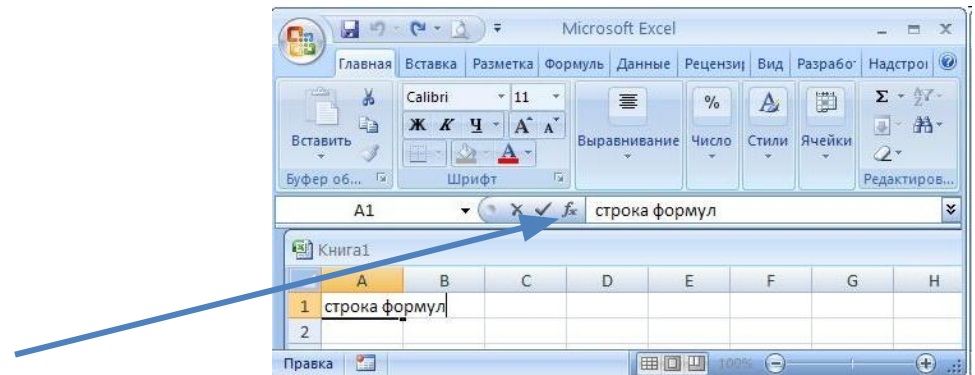 Microsoft Excel
Главная Вставка Разметка Формуль Данные Рецензи Вид Разрабо Надстрои
Calibri 11
Вставить Ж К Ч А А А Выравнивание % Число Стили Ячейки Σ
Буфер об... Шрифт Редактиров...
A1 fx строка формул
Книга1
A B C D E F G H
1 строка формул
2
Правка 100%